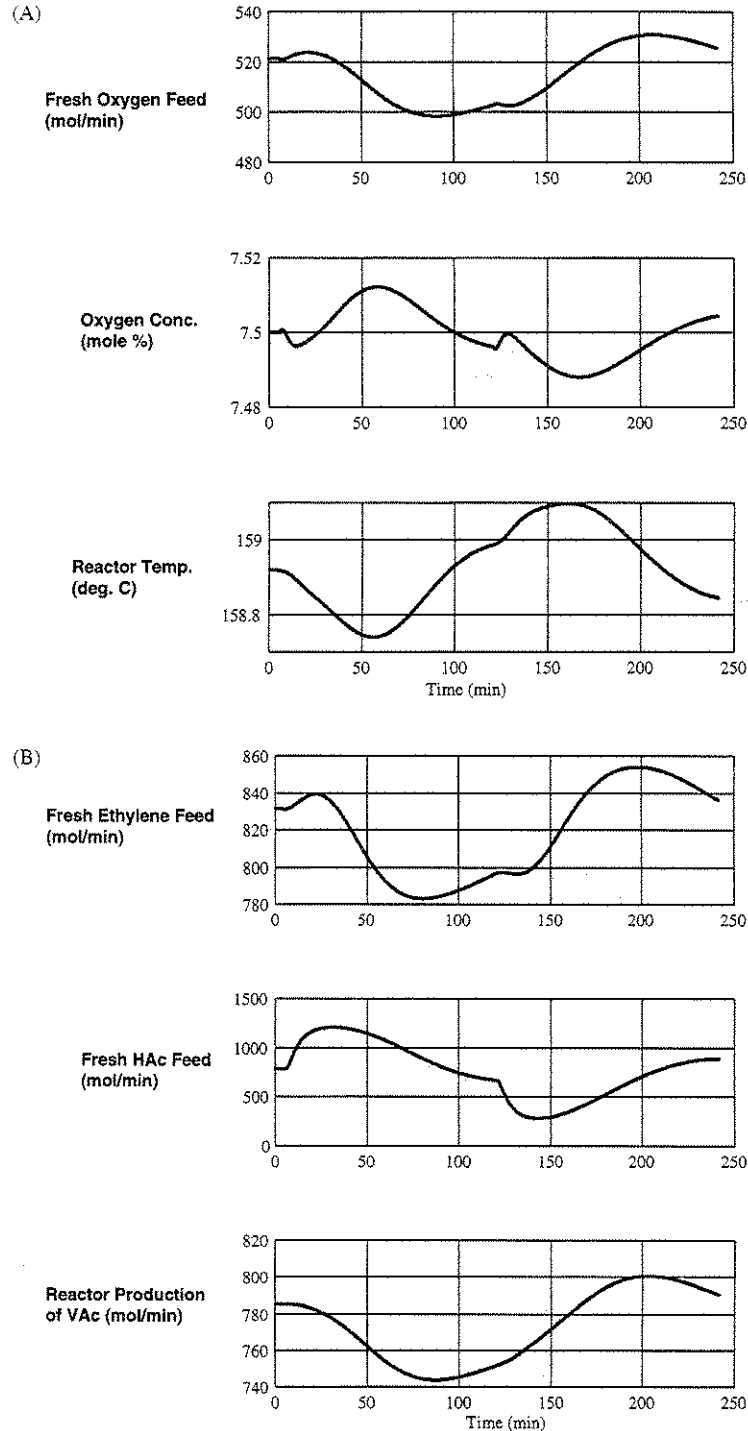 (A)
540
520
500
480
Fresh Oxygen Feed
(mol/min)
0 50 100 150 200 250
7.52
7.5
7.48
Oxygen Conc.
(mole %)
0 50 100 150 200 250
159
158.8
Reactor Temp.
(deg. C)
0 50 100 150 200 250
Time (min)
(B)
860
840
820
800
780
Fresh Ethylene Feed
(mol/min)
0 50 100 150 200 250
1500
1000
500
0
Fresh HAc Feed
(mol/min)
0 50 100 150 200 250
820
800
780
760
740
Reactor Production
of VAc (mol/min)
0 50 100 150 200 250
Time (min)